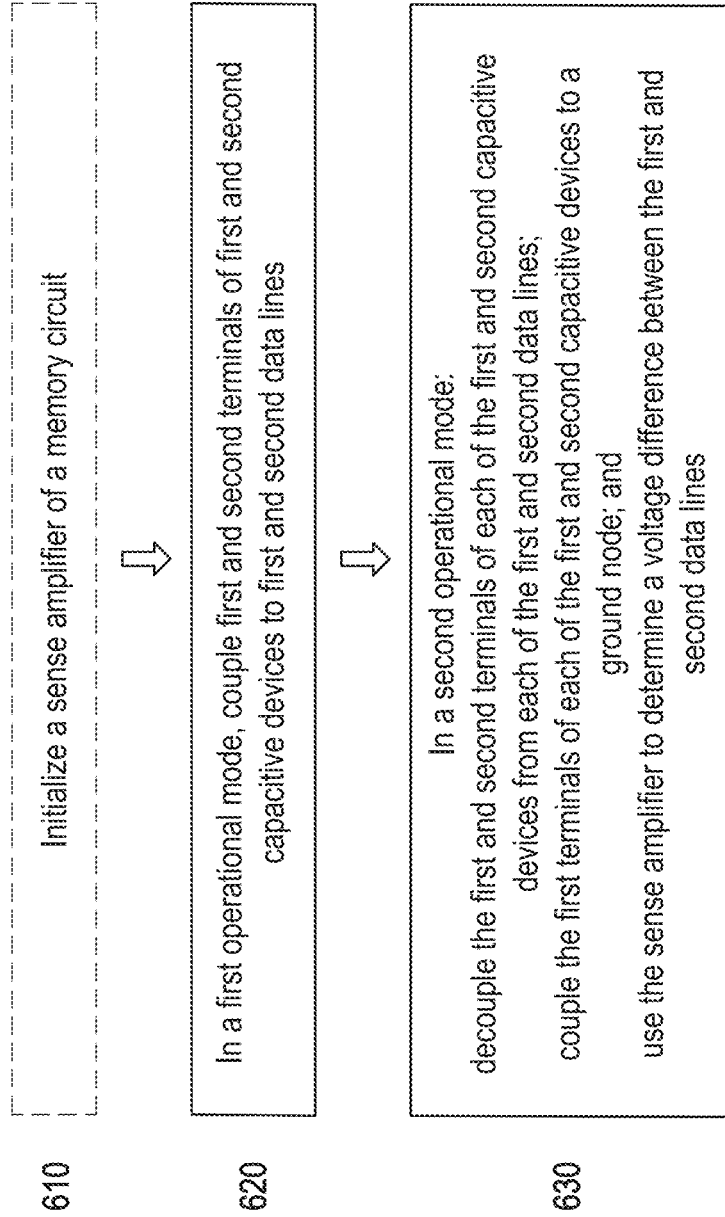 610
Initialize a sense amplifier of a memory circuit
620
In a first operational mode, couple first and second terminals of first and second
capacitive devices to first and second data lines
630
In a second operational mode:
decouple the first and second terminals of each of the first and second capacitive
devices from each of the first and second data lines;
couple the first terminals of each of the first and second capacitive devices to a
ground node; and
use the sense amplifier to determine a voltage difference between the first and
second data lines